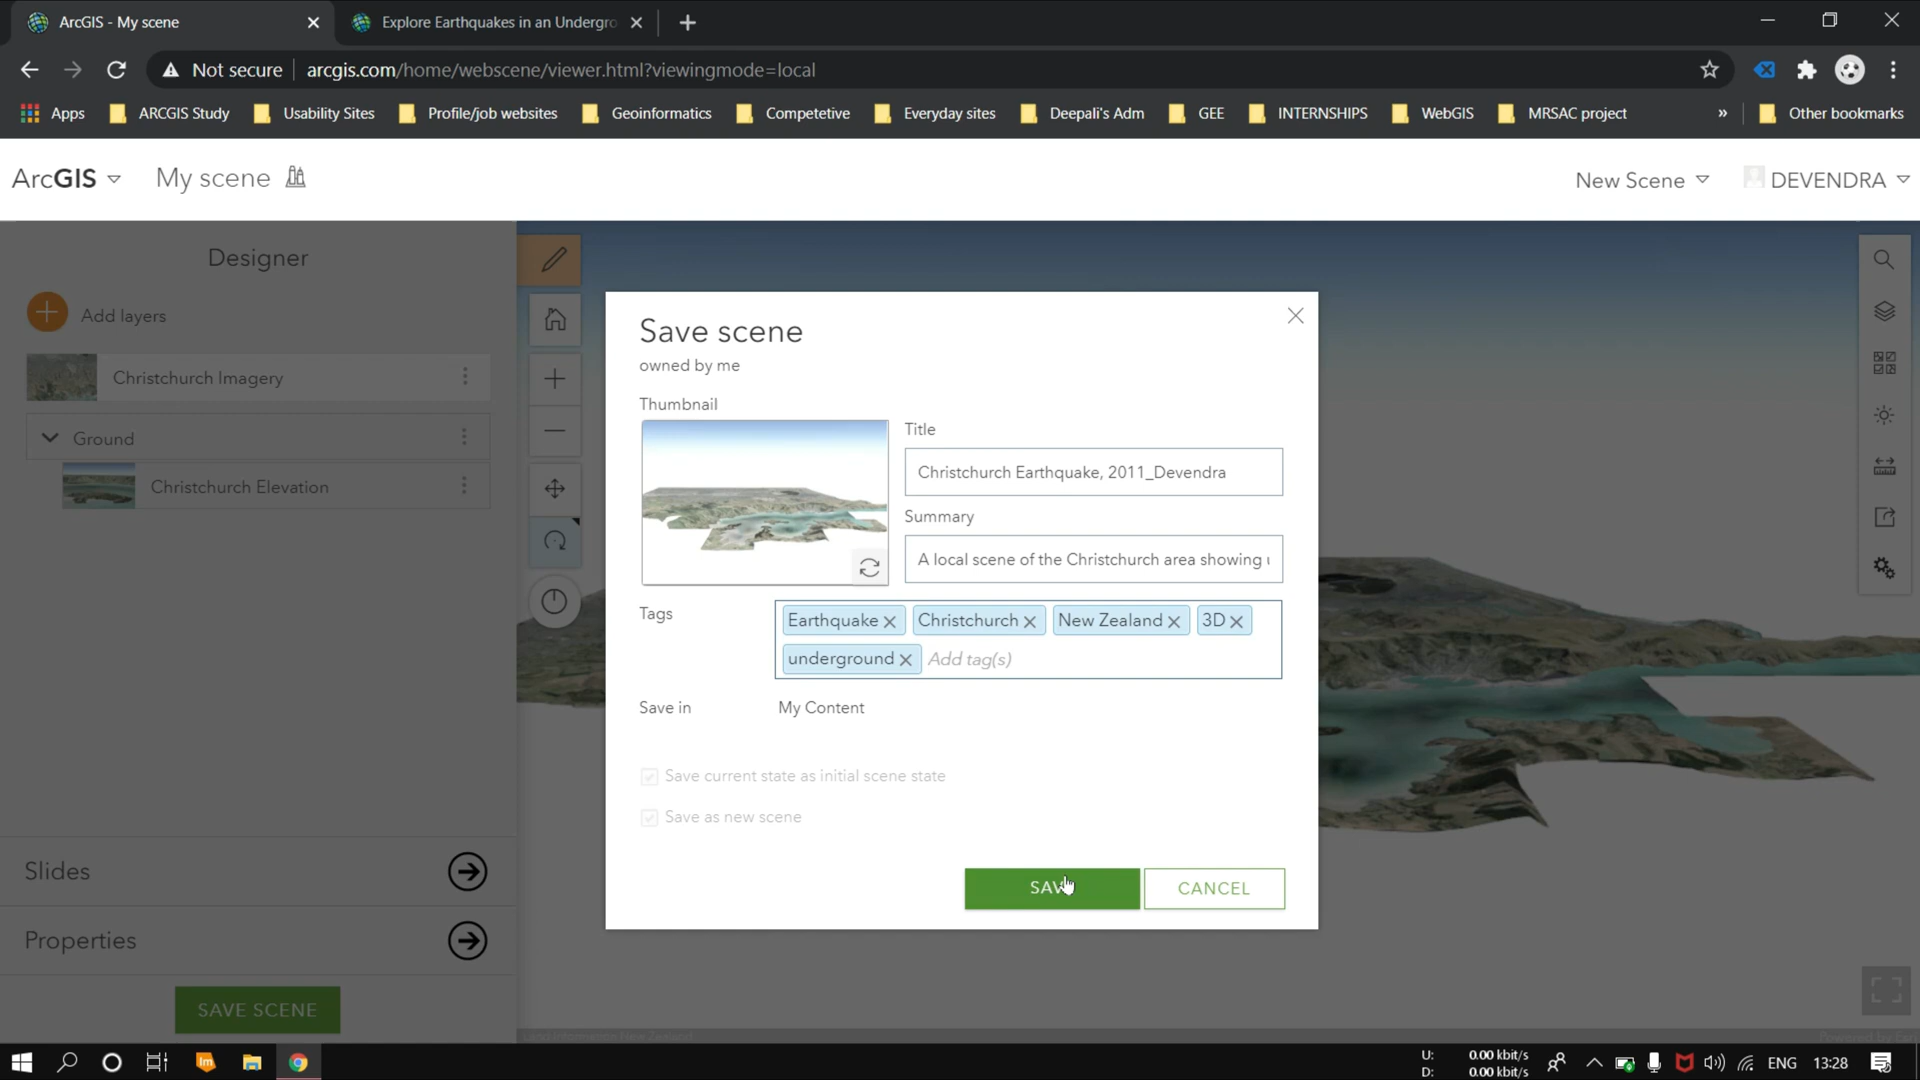 ArcGIS - My scene
Explore Earthquakes in an Undergro
Not secure
arcgis.com/home/webscene/viewer.html?viewingmode=local
Apps
ARCGIS Study
Usability Sites
Profile/job websites
Geoinformatics
Competetive
Everyday sites
Deepali's Adm
GEE
INTERNSHIPS
WebGIS
MRSAC project
»
Other bookmarks
ArcGIS
My scene
New Scene
DEVENDRA
Designer
Add layers
Christchurch Imagery
Ground
Christchurch Elevation
Slides
Properties
SAVE SCENE
Save scene
owned by me
Thumbnail
Title
Christchurch Earthquake, 2011_Devendra
Summary
A local scene of the Christchurch area showing
Tags
Earthquake
Christchurch
New Zealand
3D
underground
Add tag(s)
Save in
My Content
Save current state as initial scene state
Save as new scene
CANCEL
U: 0.00 kbit/s
D: 0.00 kbit/s
ENG
13:28